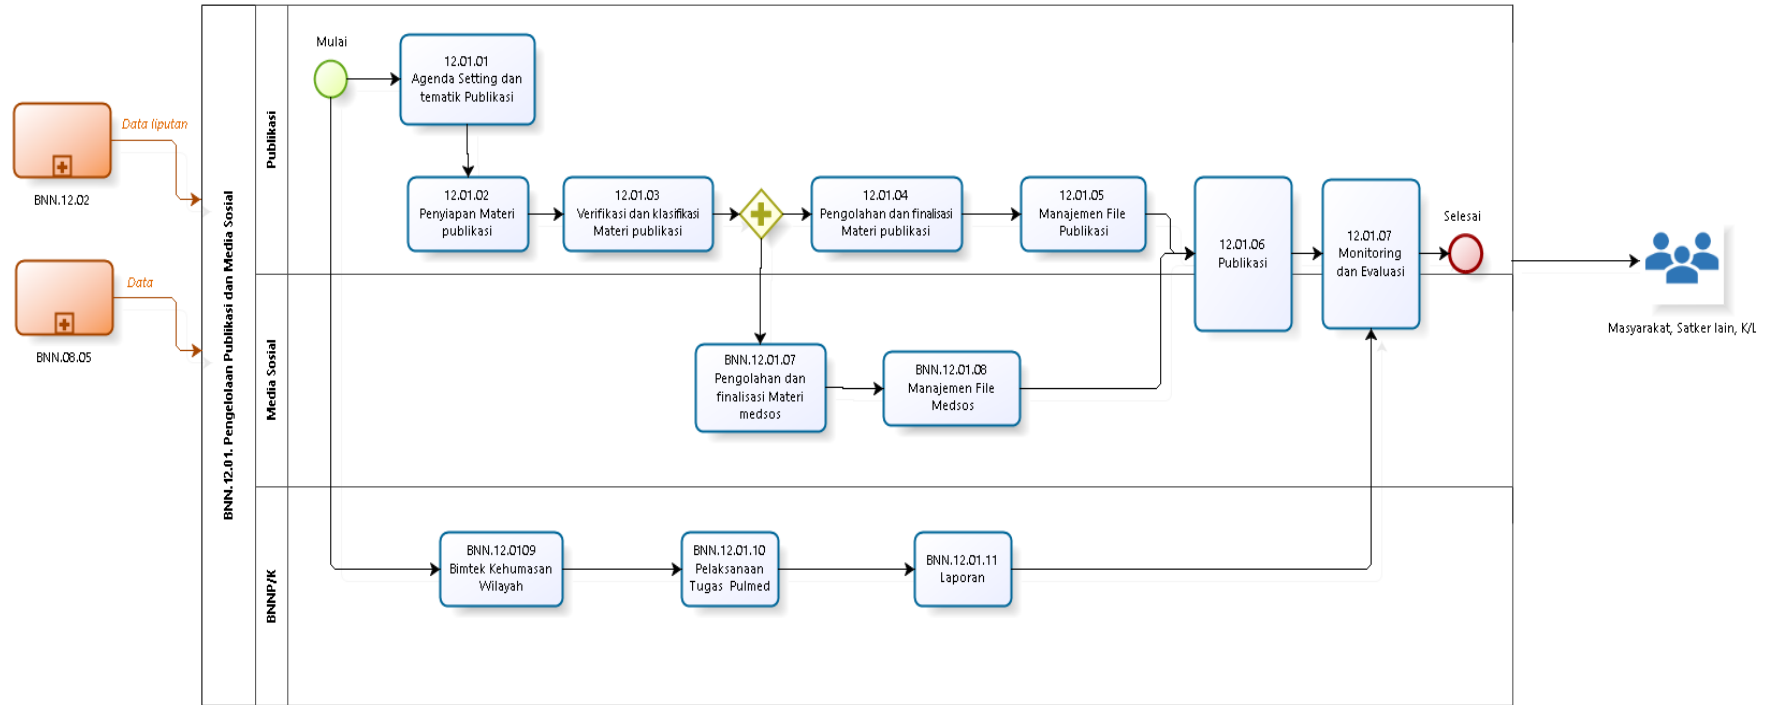 Mulai
12.01.01
Agenda Setting dan
tematik Publikasi
Data liputan
BNN.12.02
Data
BNN.08.05
BNN.12.01. Pengelolaan Publikasi dan Media Sosial
Publikasi
12.01.02
Penyiapan Materi
publikasi
12.01.03
Verifikasi dan klasifikasi
Materi publikasi
12.01.04
Pengolahan dan finalisasi
Materi publikasi
12.01.05
Manajemen File
Publikasi
12.01.06
Publikasi
12.01.07
Monitoring
dan Evaluasi
Selesai
Masyarakat, Satker lain, K/L
Media Sosial
BNN.12.01.07
Pengolahan dan
finalisasi Materi
medsos
BNN.12.01.08
Manajemen File
Medsos
BNNP/K
BNN.12.0109
Bimtek Kehumasan
Wilayah
BNN.12.01.10
Pelaksanaan
Tugas Pulmed
BNN.12.01.11
Laporan